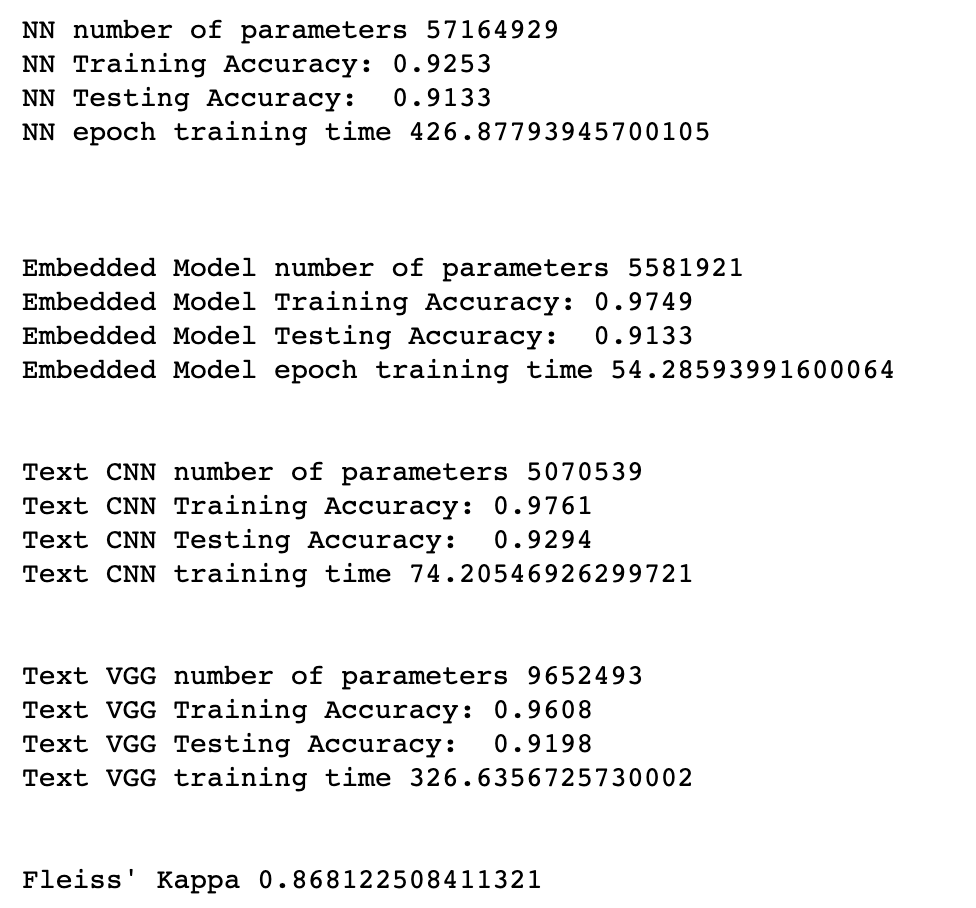 NN number of parameters 57164929
NN Training Accuracy: 0.9253
NN Testing Accuracy:  0.9133
NN epoch training time 426.87793945700105
Embedded Model number of parameters 5581921
Embedded Model Training Accuracy: 0.9749
Embedded Model Testing Accuracy:  0.9133
Embedded Model epoch training time 54.28593991600064
Text CNN number of parameters 5070539
Text CNN Training Accuracy: 0.9761
Text CNN Testing Accuracy:  0.9294
Text CNN training time 74.20546926299721
Text VGG number of parameters 9652493
Text VGG Training Accuracy: 0.9608
Text VGG Testing Accuracy:  0.9198
Text VGG training time 326.6356725730002
Fleiss' Kappa 0.868122508411321